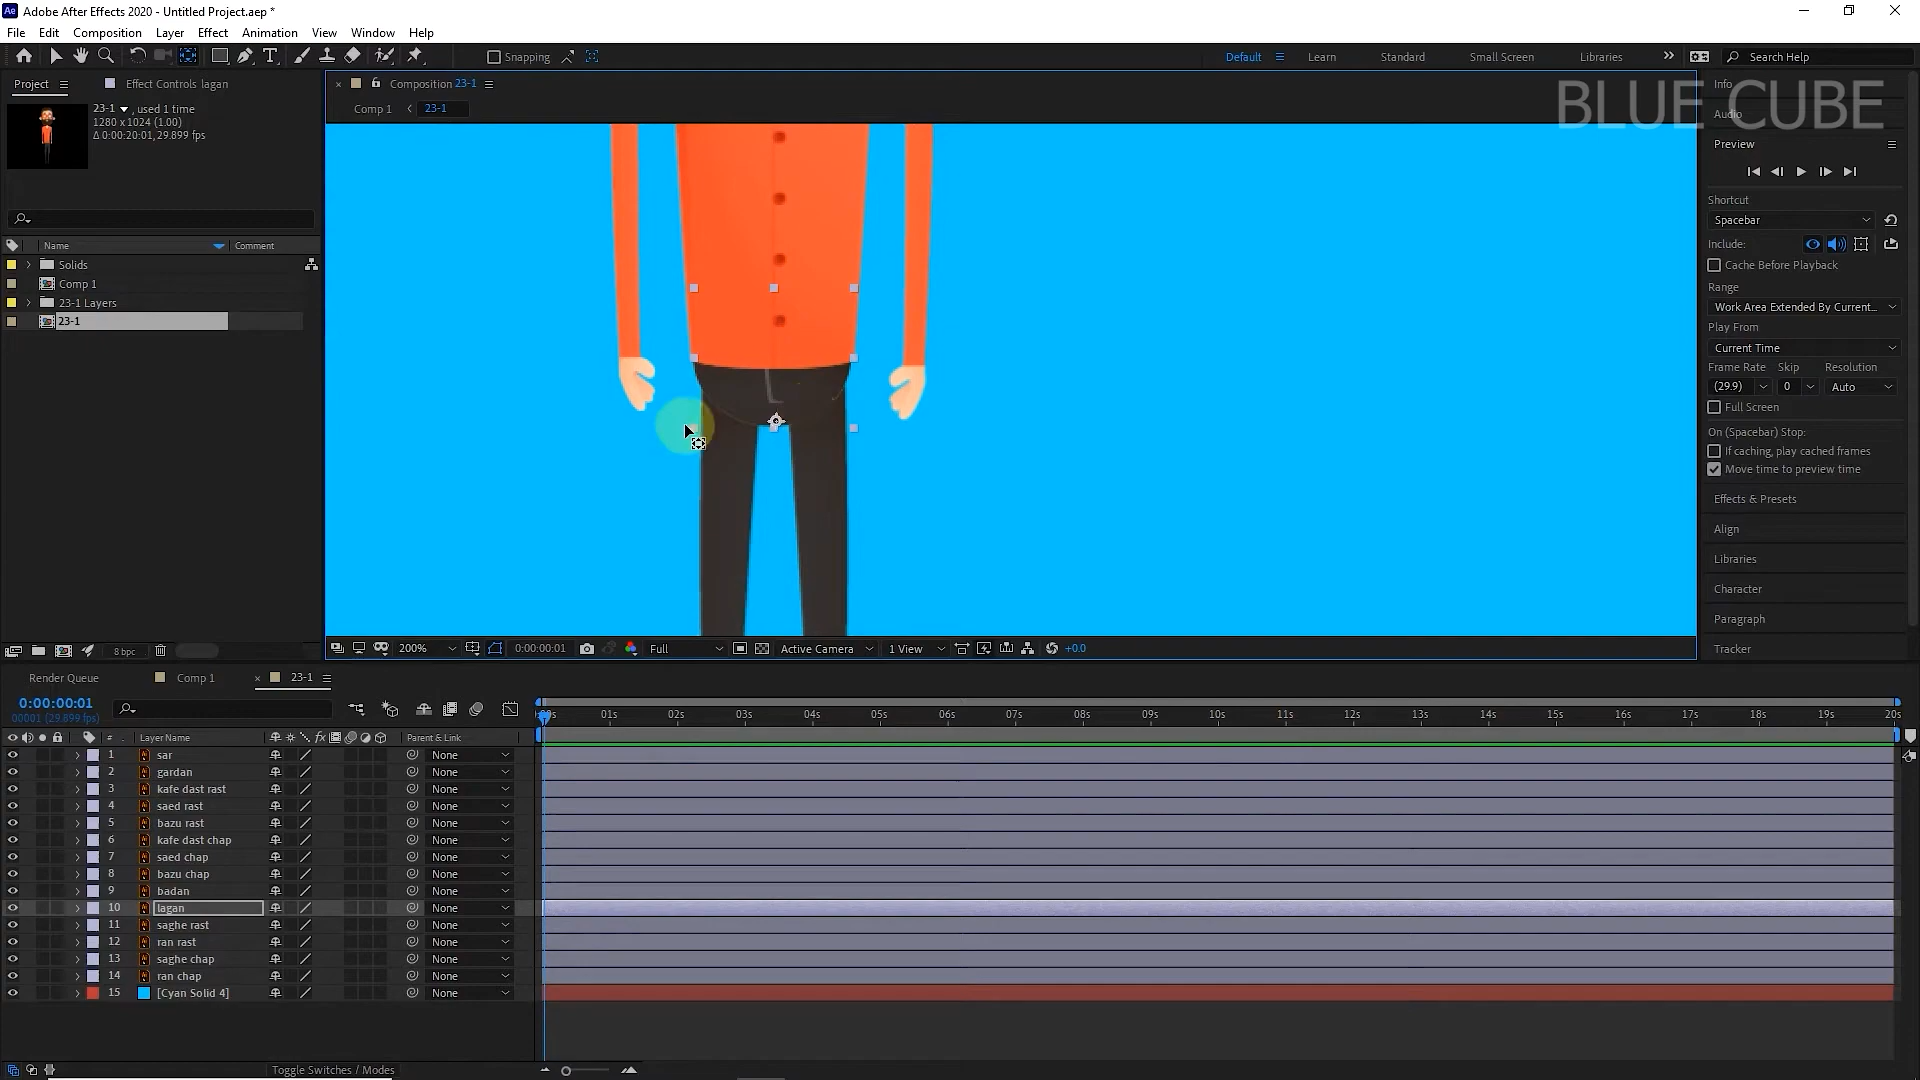 Adobe After Effects 2020 - Untitled Project.aep *
File Edit Composition Layer Effect Animation View Window Help
Snapping
Default Learn Standard Small Screen Libraries Search Help
BLUE CUBE
Project Effect Controls lagan
23-1 , used 1 time
1280 x 1024 (1.00)
Δ 0:00:20:01, 29.899 fps
Name Comment
Solids
Comp 1
23-1 Layers
23-1
8 bpc
Composition 23-1
Comp 1 23-1
200% 0:00:00:01 Full Active Camera 1 View +0.0
Info
Audio
Preview
Shortcut
Spacebar
Include:
Cache Before Playback
Range
Work Area Extended By Current...
Play From
Current Time
Frame Rate Skip Resolution
(29.9) 0 Auto
Full Screen
On (Spacebar) Stop:
If caching, play cached frames
Move time to preview time
Effects & Presets
Align
Libraries
Character
Paragraph
Tracker
Render Queue Comp 1 23-1
0:00:00:01
00001 (29.899 fps)
01s 02s 03s 04s 05s 06s 07s 08s 09s 10s 11s 12s 13s 14s 15s 16s 17s 18s 19s 20s
# Layer Name fx Parent & Link
1 sar None
2 gardan None
3 kafe dast rast None
4 saed rast None
5 bazu rast None
6 kafe dast chap None
7 saed chap None
8 bazu chap None
9 badan None
10 lagan None
11 saghe rast None
12 ran rast None
13 saghe chap None
14 ran chap None
15 [Cyan Solid 4] None
Toggle Switches / Modes